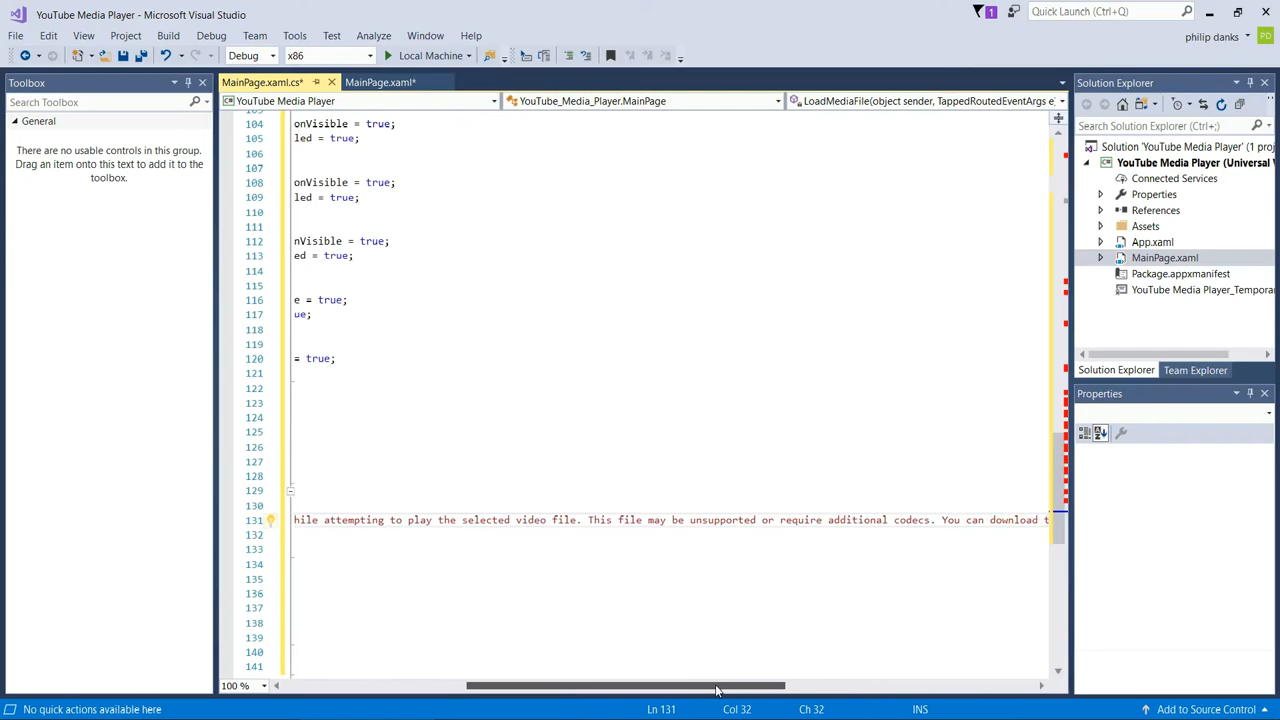 YouTube Media Player - Microsoft Visual Studio
1
Quick Launch (Ctrl+Q)
File Edit View Project Build Debug Team Tools Test Analyze Window Help
philip danks
PD
Debug x86 Local Machine
Toolbox
Search Toolbox
General
There are no usable controls in this group.
Drag an item onto this text to add it to the
toolbox.
MainPage.xaml.cs* MainPage.xaml*
YouTube Media Player YouTube_Media_Player.MainPage LoadMediaFile(object sender, TappedRoutedEventArgs e)
103
104 onVisible = true;
105 led = true;
106
107
108 onVisible = true;
109 led = true;
110
111
112 nVisible = true;
113 ed = true;
114
115
116 e = true;
117 ue;
118
119
120 = true;
121
122
123
124
125
126
127
128
129
130
131 hile attempting to play the selected video file. This file may be unsupported or require additional codecs. You can download t
132
133
134
135
136
137
138
139
140
141
100 %
Solution Explorer
Search Solution Explorer (Ctrl+;)
Solution 'YouTube Media Player' (1 proj
YouTube Media Player (Universal
Connected Services
Properties
References
Assets
App.xaml
MainPage.xaml
Package.appxmanifest
YouTube Media Player_Tempora
Solution Explorer Team Explorer
Properties
No quick actions available here
Ln 131 Col 32 Ch 32 INS
Add to Source Control